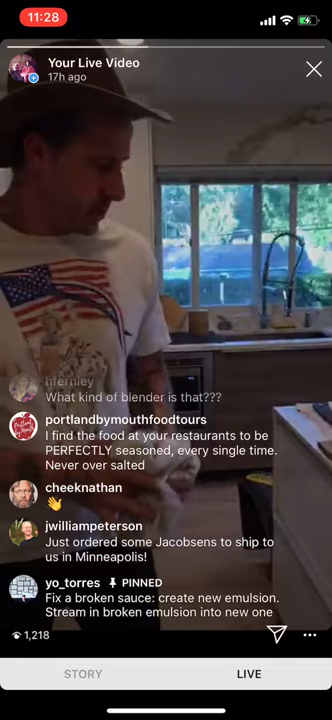 11:28
Your Live Video
17h ago
hfernley
What kind of blender is that???
portlandbymouthfoodtours
I find the food at your restaurants to be
PERFECTLY seasoned, every single time.
Never over salted
cheeknathan
👋
jwilliampeterson
Just ordered some Jacobsens to ship to
us in Minneapolis!
yo_torres PINNED
Fix a broken sauce: create new emulsion.
Stream in broken emulsion into new one
1,218
STORY LIVE